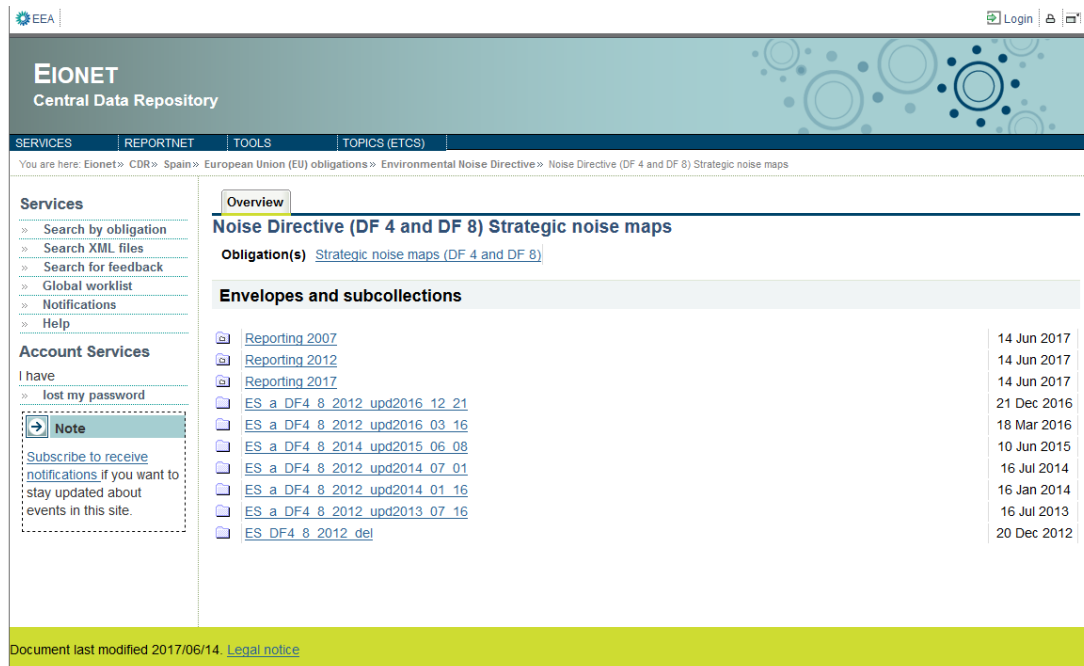 EEA
Login
EIONET
Central Data Repository
SERVICES REPORTNET TOOLS TOPICS (ETCS)
You are here: Eionet » CDR » Spain » European Union (EU) obligations » Environmental Noise Directive » Noise Directive (DF 4 and DF 8) Strategic noise maps
Services
» Search by obligation
» Search XML files
» Search for feedback
» Global worklist
» Notifications
» Help
Account Services
I have
» lost my password
Note
Subscribe to receive
notifications if you want to
stay updated about
events in this site.
Overview
Noise Directive (DF 4 and DF 8) Strategic noise maps
Obligation(s) Strategic noise maps (DF 4 and DF 8)
Envelopes and subcollections
Reporting 2007 14 Jun 2017
Reporting 2012 14 Jun 2017
Reporting 2017 14 Jun 2017
ES_a_DF4_8_2012_upd2016_12_21 21 Dec 2016
ES_a_DF4_8_2012_upd2016_03_16 18 Mar 2016
ES_a_DF4_8_2014_upd2015_06_08 10 Jun 2015
ES_a_DF4_8_2012_upd2014_07_01 16 Jul 2014
ES_a_DF4_8_2012_upd2014_01_16 16 Jan 2014
ES_a_DF4_8_2012_upd2013_07_16 16 Jul 2013
ES_DF4_8_2012_del 20 Dec 2012
Document last modified 2017/06/14. Legal notice